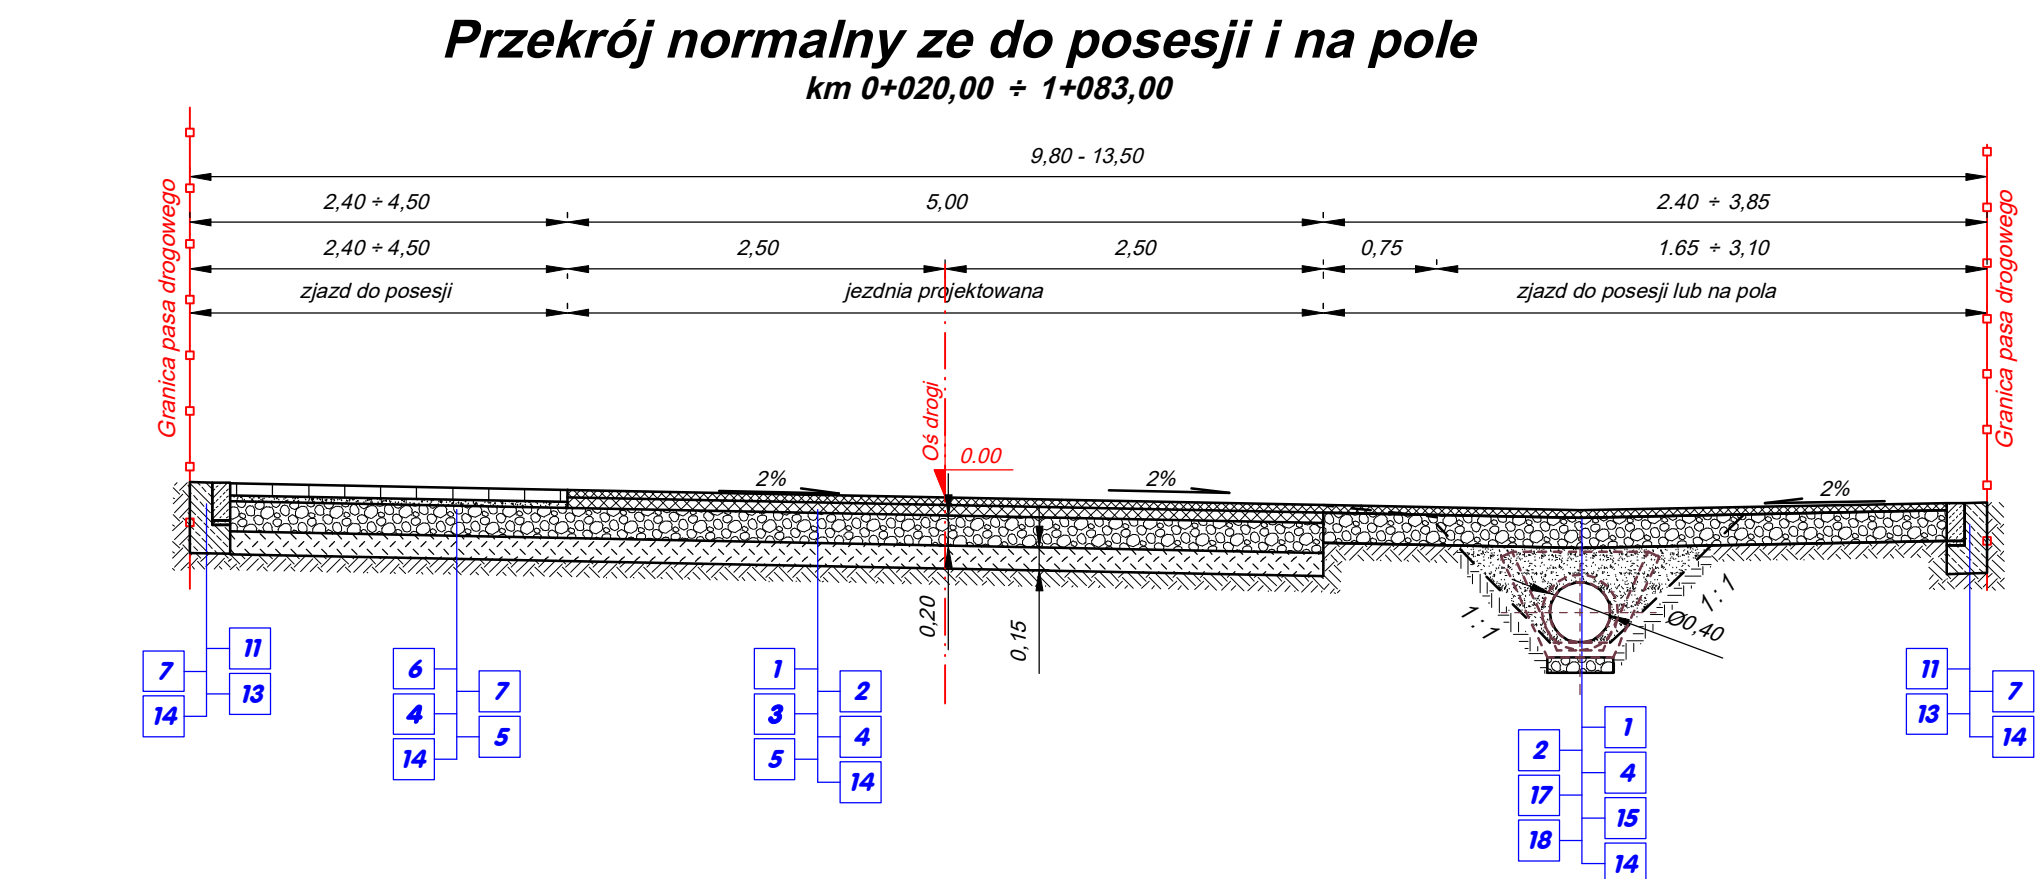 Przekrój normalny ze do posesji i na pole
km 0+020,00 ÷ 1+083,00
9,80 - 13,50
2,40 ÷ 4,50 5,00 2.40 ÷ 3,85
2,40 ÷ 4,50 2,50 2,50 0,75 1.65 ÷ 3,10
zjazd do posesji jezdnia projektowana zjazd do posesji lub na pola
Granica pasa drogowego
Oś drogi
0.00
Granica pasa drogowego
2% 2% 2%
0,20
0,15
1:1
1:1
Ø0,40
11
7
13
14
6
7
4
5
14
1
2
3
4
5
14
1
2
4
17
15
18
14
11
7
13
14